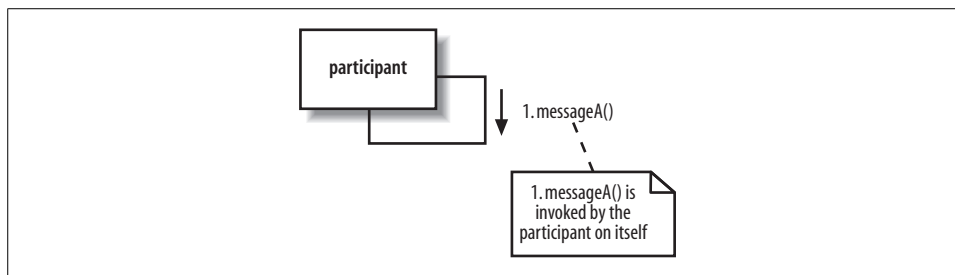 participant
1. messageA()
1. messageA() is
invoked by the
participant on itself